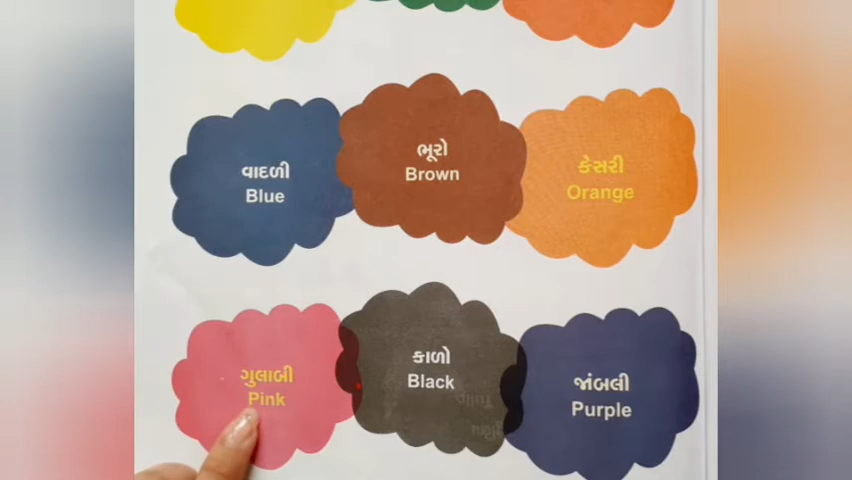 વાદળી
Blue
ભૂરો
Brown
કેસરી
Orange
ગુલાબી
Pink
કાળો
Black
જાંબલી
Purple